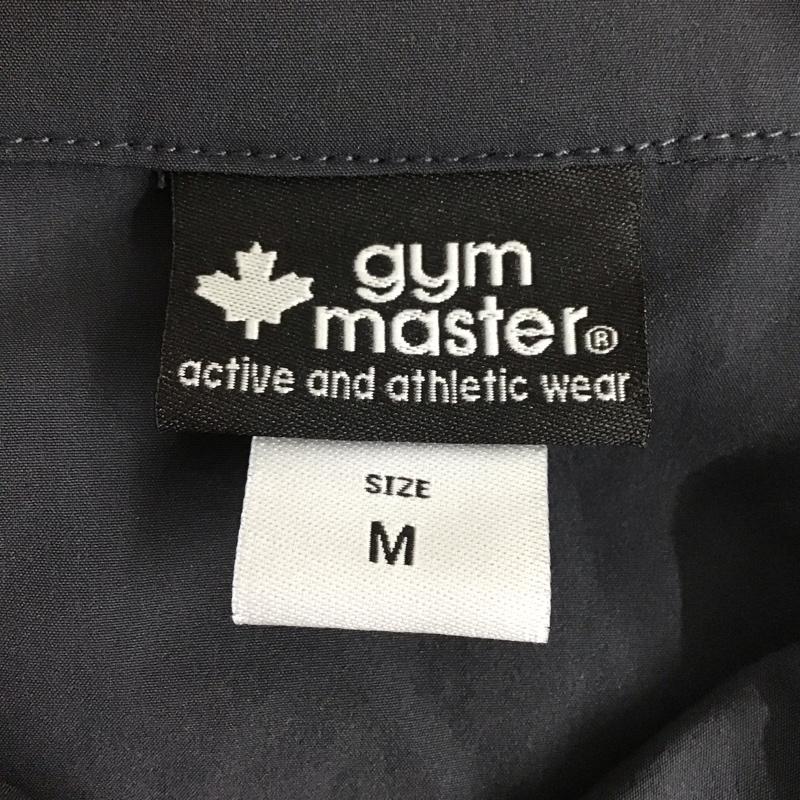 gym
master®
active and athletic wear
SIZE
M